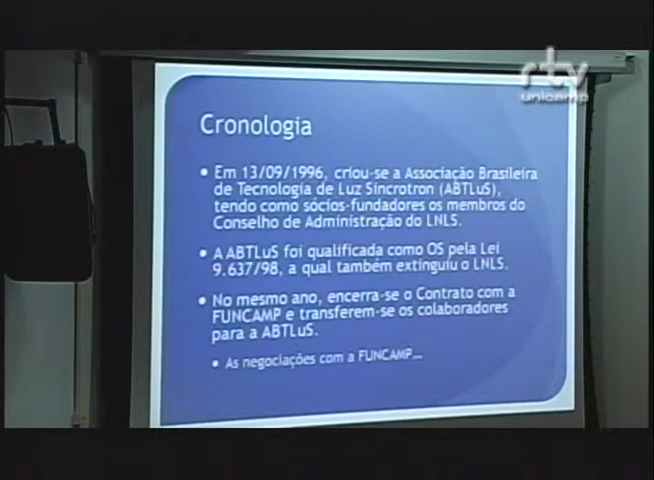 rtv
unicamp
Cronologia
• Em 13/09/1996, criou-se a Associação Brasileira
de Tecnologia de Luz Síncrotron (ABTLuS),
tendo como sócios-fundadores os membros do
Conselho de Administração do LNLS.
• A ABTLuS foi qualificada como OS pela Lei
9.637/98, a qual também extinguiu o LNLS.
• No mesmo ano, encerra-se o Contrato com a
FUNCAMP e transferem-se os colaboradores
para a ABTLuS.
• As negociações com a FUNCAMP...